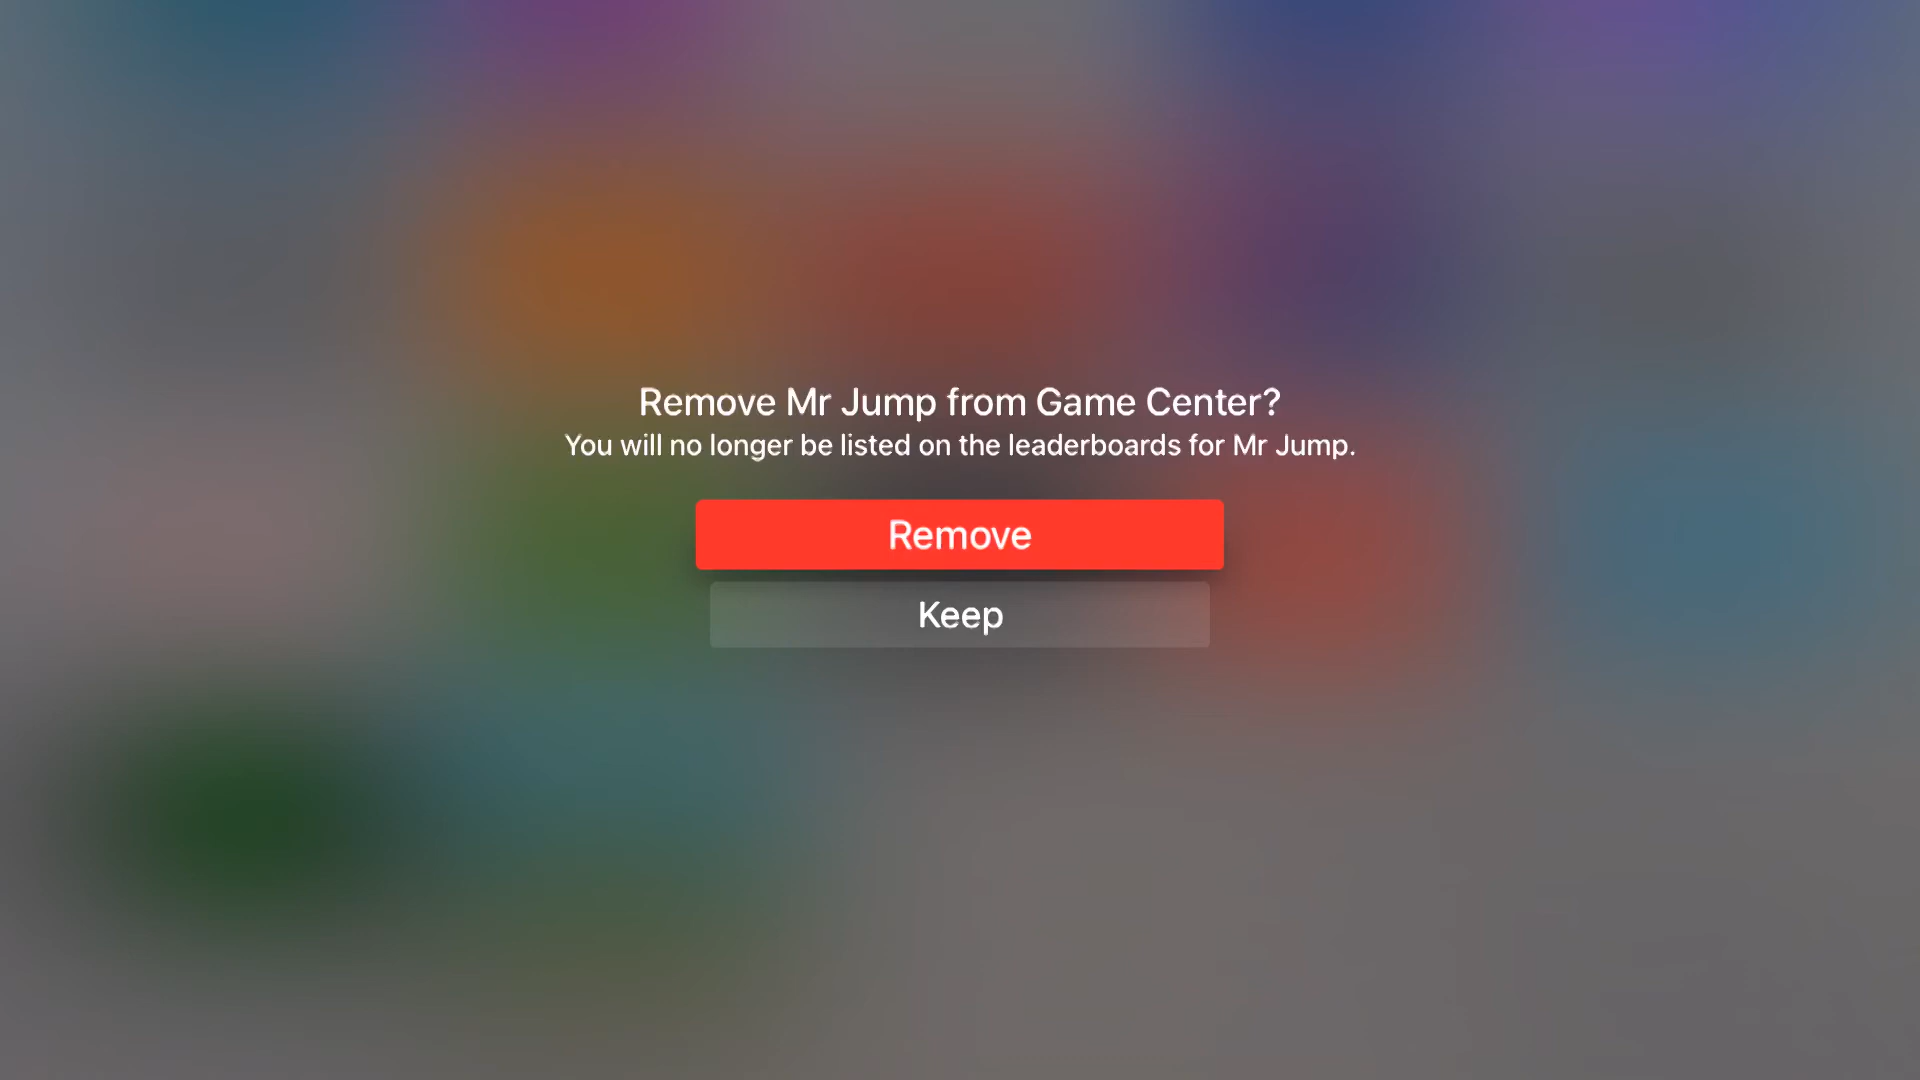 Remove Mr Jump from Game Center?
You will no longer be listed on the leaderboards for Mr Jump.
Remove
Keep